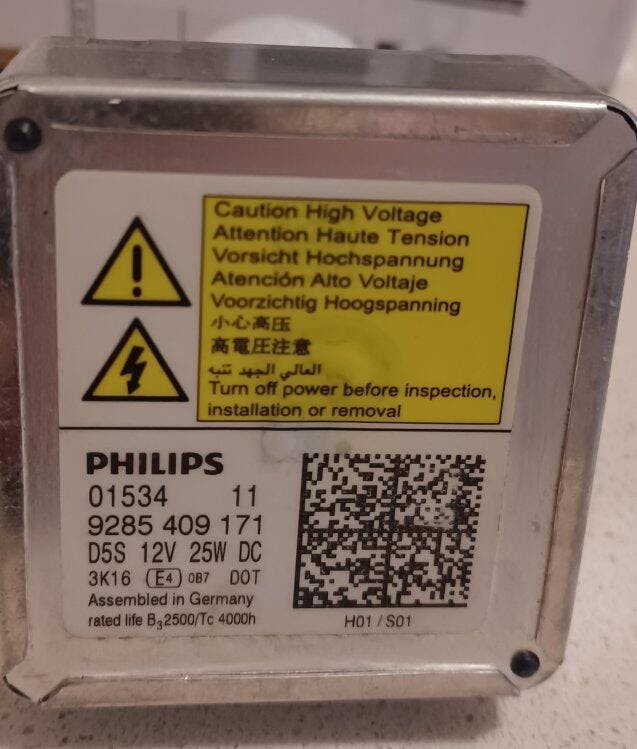 Caution High Voltage
Attention Haute Tension
Vorsicht Hochspannung
Atención Alto Voltaje
Voorzichtig Hoogspanning
小心高压
高電圧注意
العالي الجهد تنبه
Turn off power before inspection,
installation or removal
PHILIPS
01534 11
9285 409 171
D5S 12V 25W DC
3K16 E4 0B7 DOT
Assembled in Germany
rated life B3 2500/Tc 4000h
H01 / S01